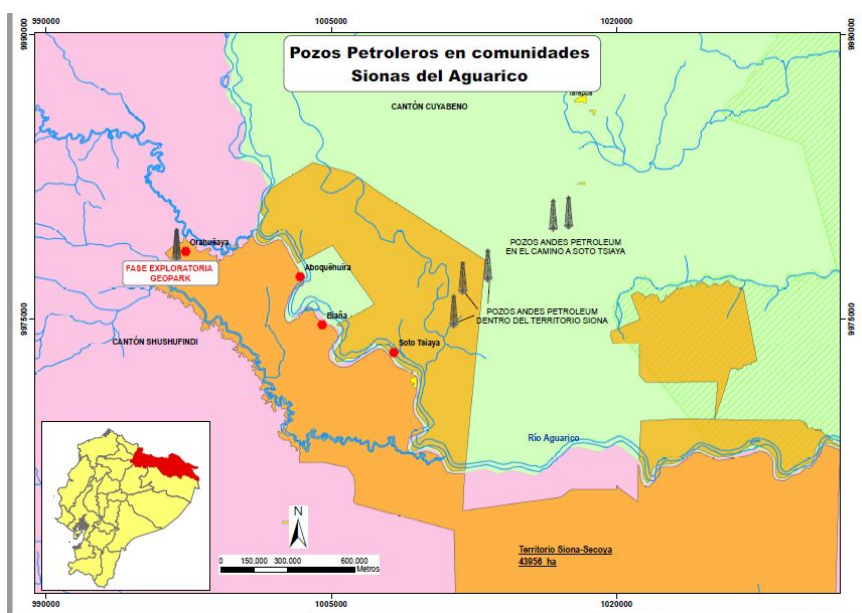 990000
1005000
1020000
9990000
9990000
Pozos Petroleros en comunidades
Sionas del Aguarico
Tarapoa
CANTÓN CUYABENO
Orahuëaya
FASE EXPLORATORIA
GEOPARK
Aboquëhuira
POZOS ANDES PETROLEUM
EN EL CAMINO A SOTO TSIAYA
POZOS ANDES PETROLEUM
DENTRO DEL TERRITORIO SIONA
9975000
9975000
Biaña
CANTÓN SHUSHUFINDI
Soto Tsiaya
Río Aguarico
N
0 150.000 300.000 600.000
Metros
Territorio Siona-Secoya
43956 ha
990000
1005000
1020000